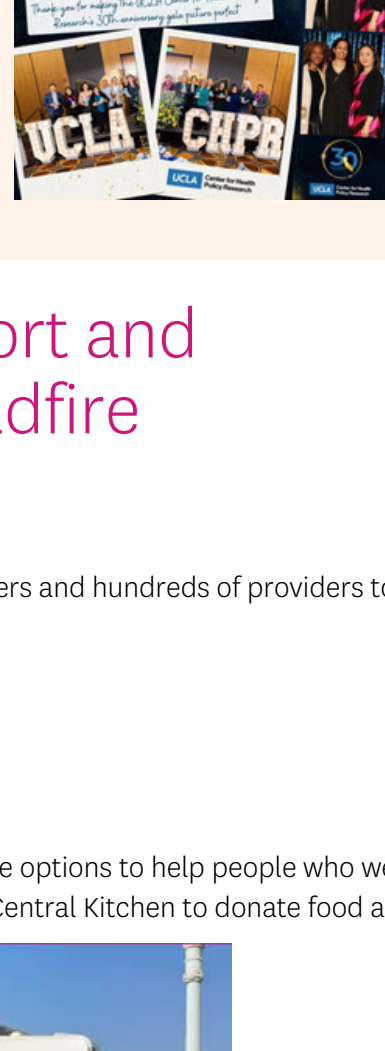 Thank you for making the UCLA Center for Health Policy
Research's 30th anniversary gala picture perfect
UCLA
CHPR
30
UCLA Center for Health
Policy Research
UCLA Center for Health
Policy Research
ort and
dfire
ers and hundreds of providers to
e options to help people who we
Central Kitchen to donate food a